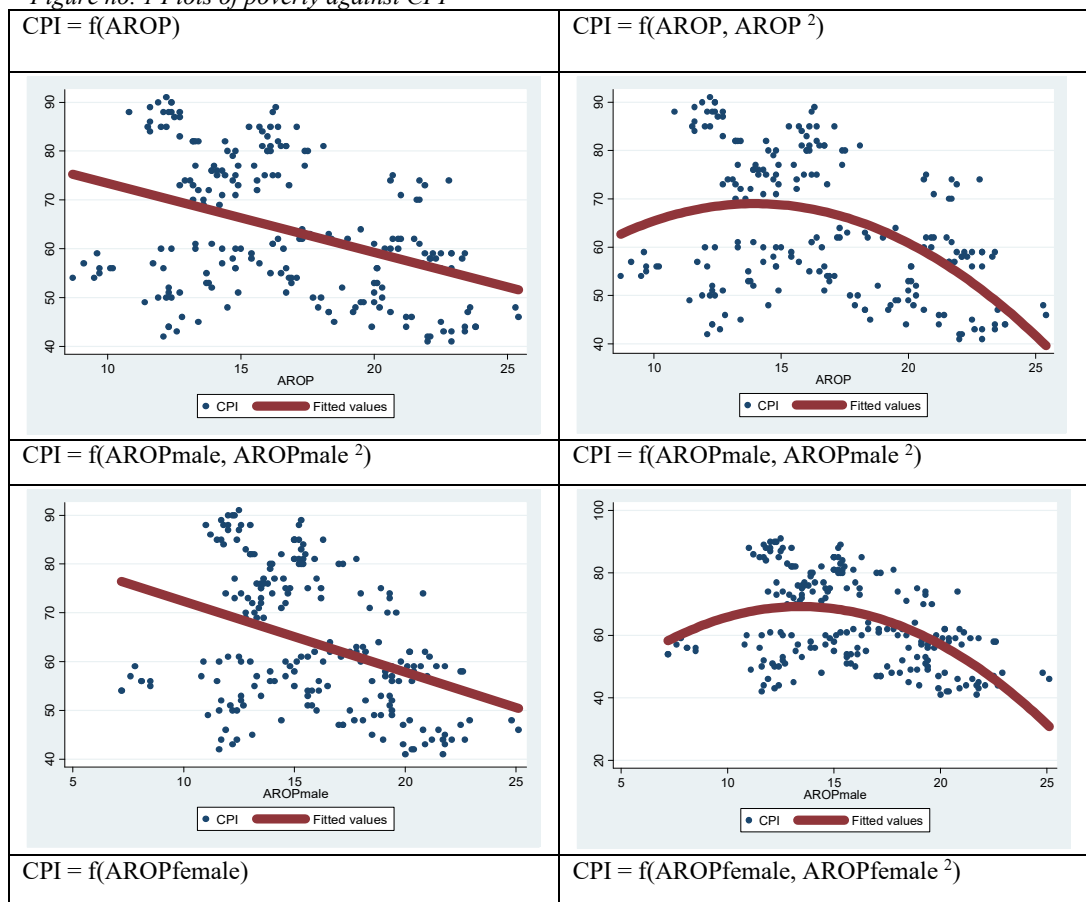 Figure no. 1 Plots of poverty against CPI
CPI = f(AROP)
CPI = f(AROP, AROP ²)
90
80
70
60
50
40
10
15
20
25
AROP
CPI
Fitted values
90
80
70
60
50
40
10
15
20
25
AROP
CPI
Fitted values
CPI = f(AROPmale, AROPmale ²)
CPI = f(AROPmale, AROPmale ²)
90
80
70
60
50
40
5
10
15
20
25
AROPmale
CPI
Fitted values
100
80
60
40
20
5
10
15
20
25
AROPmale
CPI
Fitted values
CPI = f(AROPfemale)
CPI = f(AROPfemale, AROPfemale ²)